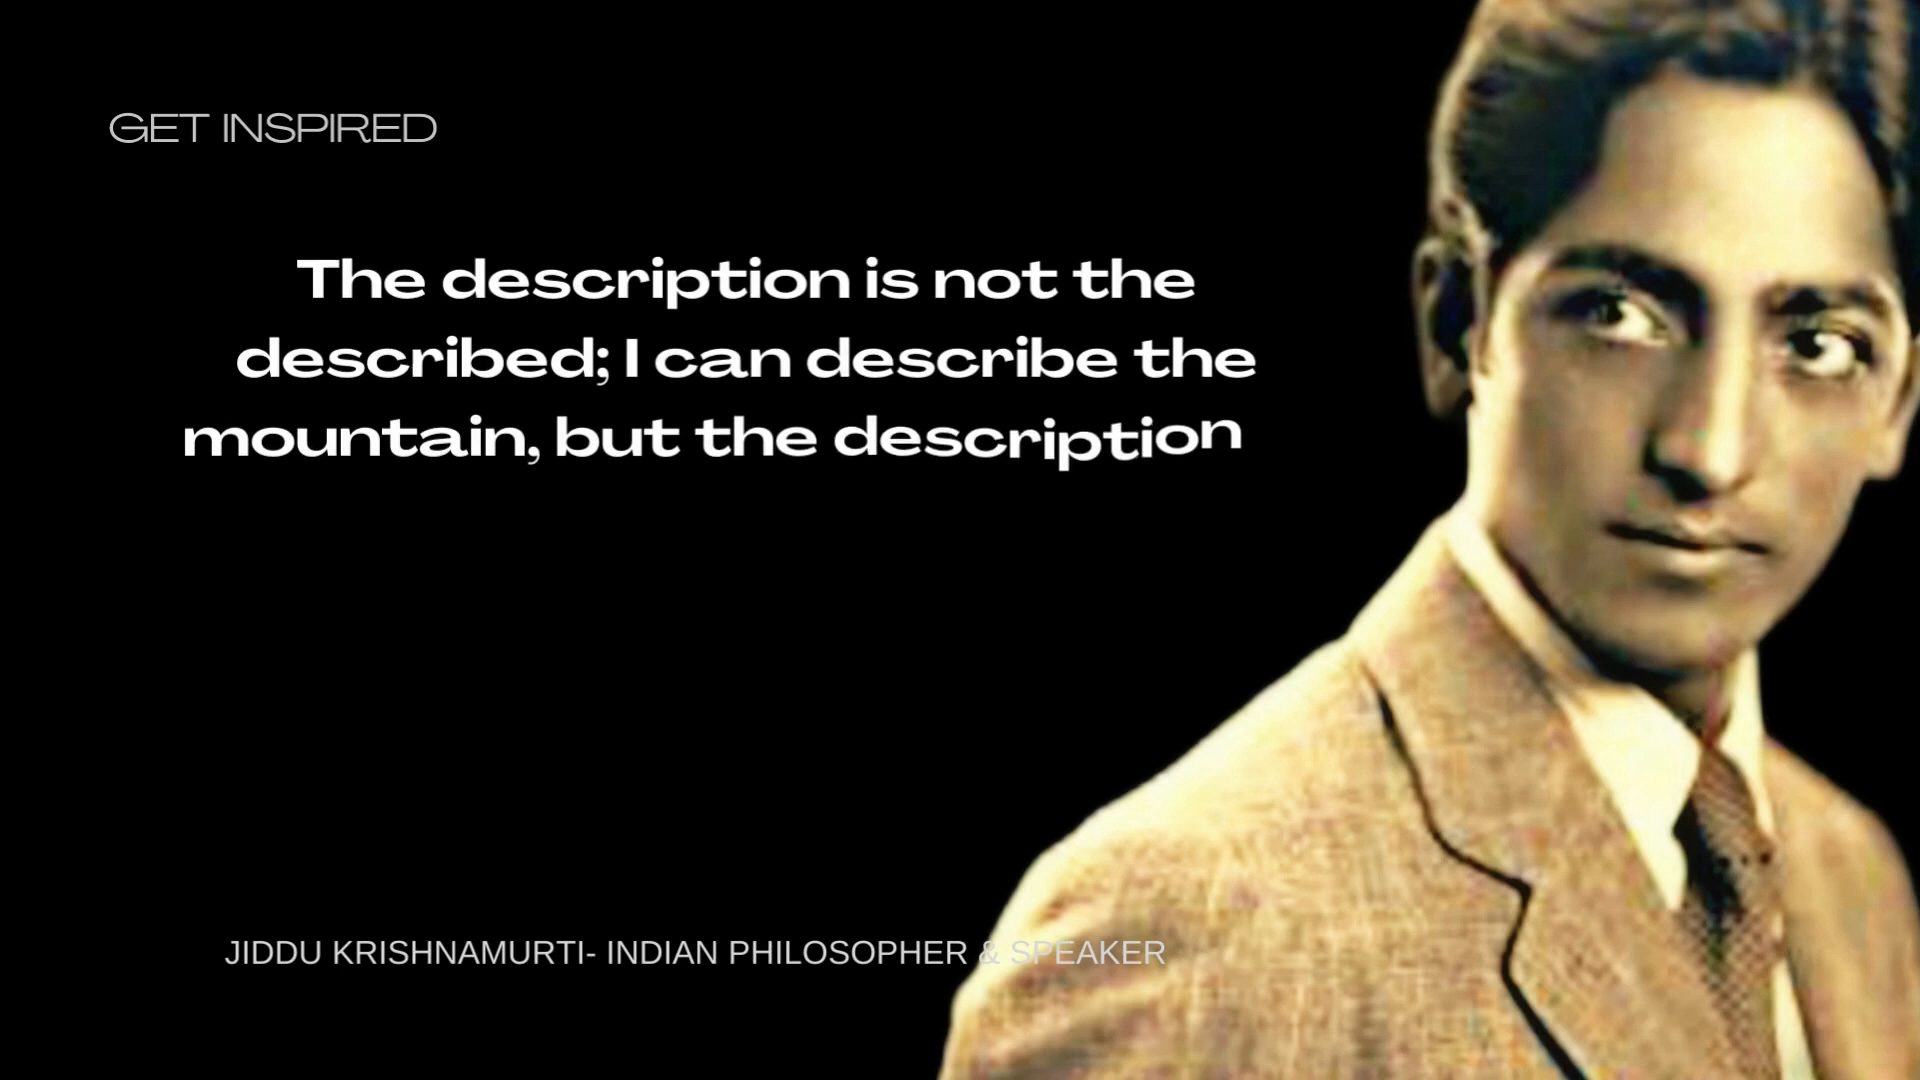 GET INSPIRED
The description is not the
described; I can describe the
mountain, but the description
JIDDU KRISHNAMURTI- INDIAN PHILOSOPHER & SPEAKER